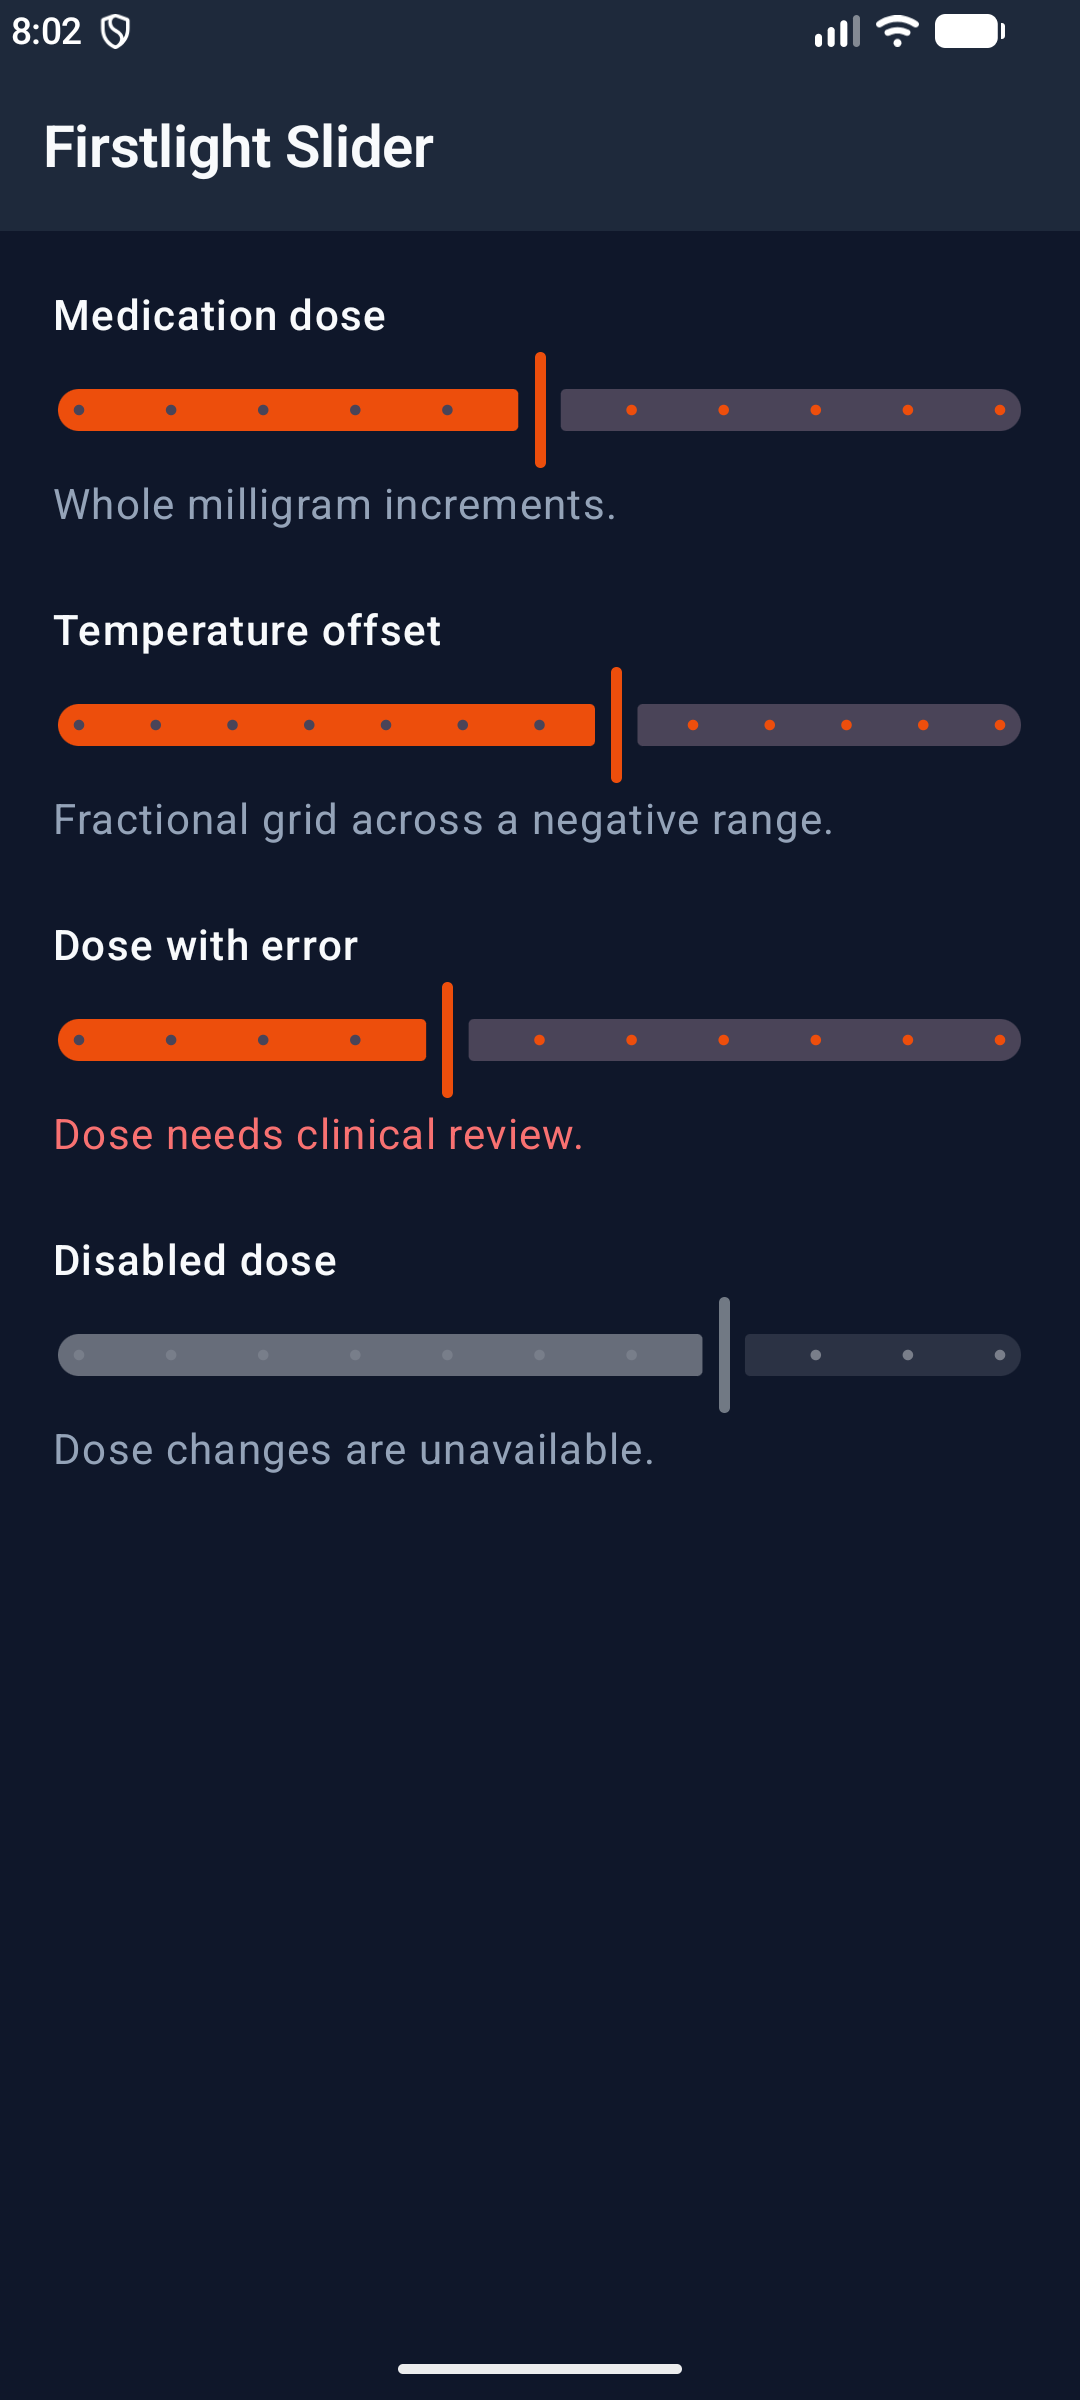 8:02
Firstlight Slider
Medication dose
Whole milligram increments.
Temperature offset
Fractional grid across a negative range.
Dose with error
Dose needs clinical review.
Disabled dose
Dose changes are unavailable.